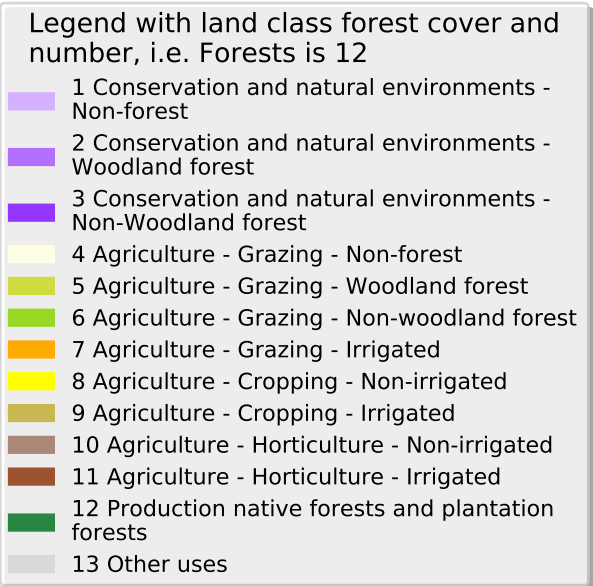 Legend with land class forest cover and
number, i.e. Forests is 12
1 Conservation and natural environments -
Non-forest
2 Conservation and natural environments -
Woodland forest
3 Conservation and natural environments -
Non-Woodland forest
4 Agriculture - Grazing - Non-forest
5 Agriculture - Grazing - Woodland forest
6 Agriculture - Grazing - Non-woodland forest
7 Agriculture - Grazing - Irrigated
8 Agriculture - Cropping - Non-irrigated
9 Agriculture - Cropping - Irrigated
10 Agriculture - Horticulture - Non-irrigated
11 Agriculture - Horticulture - Irrigated
12 Production native forests and plantation
forests
13 Other uses